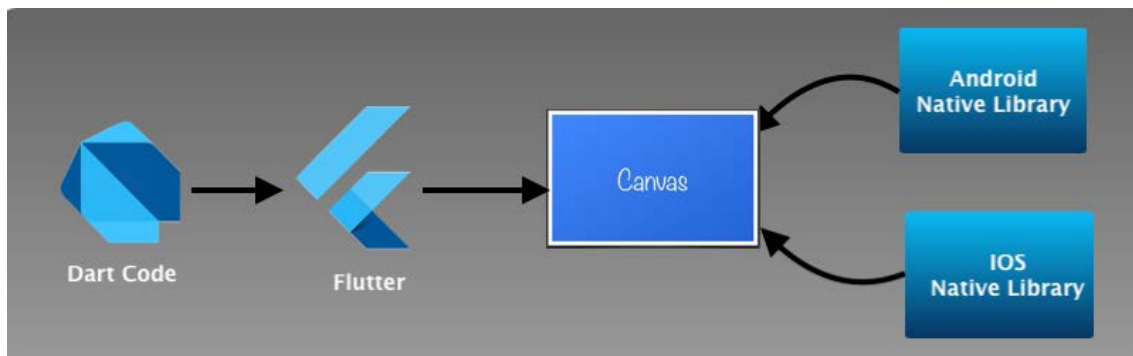 Dart Code
Flutter
Canvas
Android
Native Library
IOS
Native Library